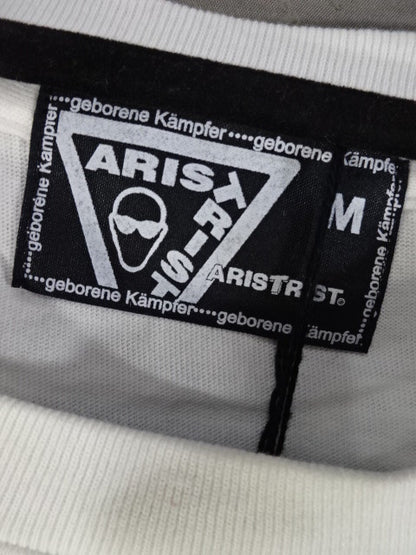 ....geborene Kämpfer....geborene Kämpfer
geborene Kämpfer
ARIS
TRIST
M
ARISTRIST®
geborene Kämpfer
geborene Kämpfer....geborene Kämpfer